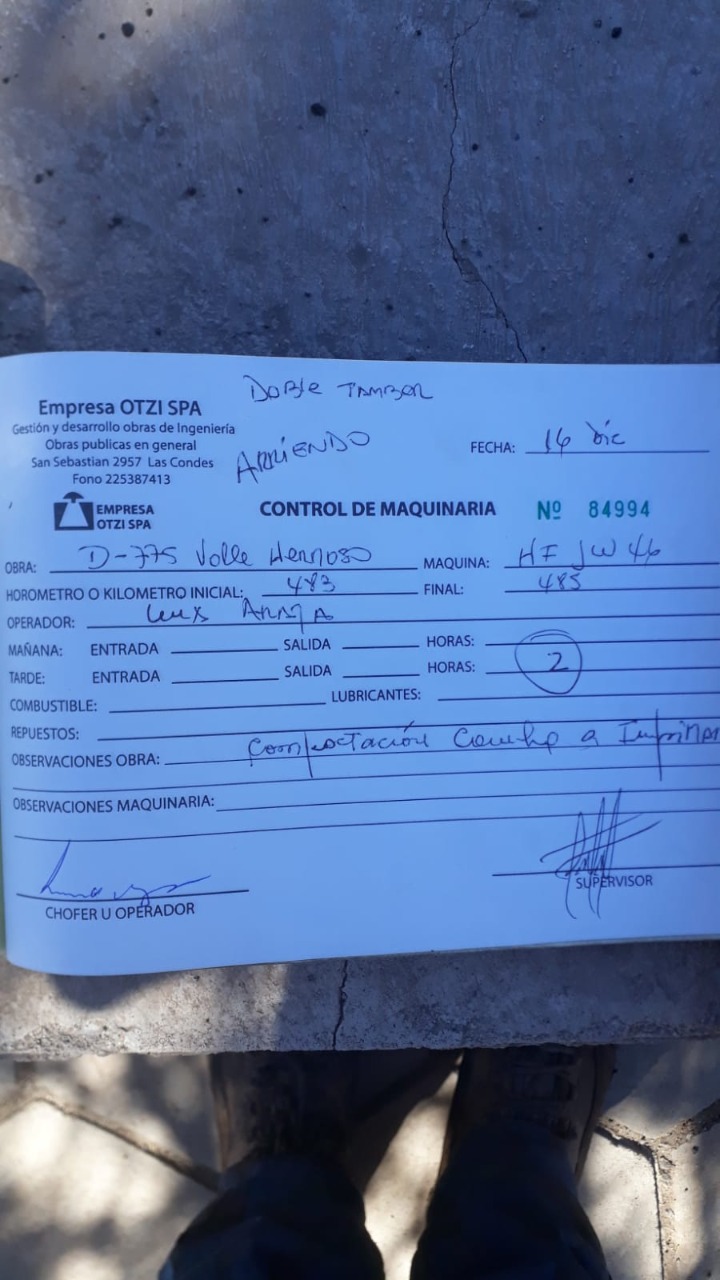 Doble Tambor
Empresa OTZI SPA
Gestión y desarrollo obras de Ingeniería
Obras publicas en general
San Sebastian 2957 Las Condes
Fono 225387413
Arriendo
FECHA: 16 Dic
EMPRESA
OTZI SPA
CONTROL DE MAQUINARIA Nº 84994
OBRA: D-775 Valle Hermoso MAQUINA: HF JW 46
HOROMETRO O KILOMETRO INICIAL: 483 FINAL: 485
OPERADOR: Luis Araya
MAÑANA: ENTRADA SALIDA HORAS:
TARDE: ENTRADA SALIDA HORAS: 2
COMBUSTIBLE: LUBRICANTES:
REPUESTOS:
OBSERVACIONES OBRA: Compactación a Imprimar
OBSERVACIONES MAQUINARIA:
CHOFER U OPERADOR
SUPERVISOR